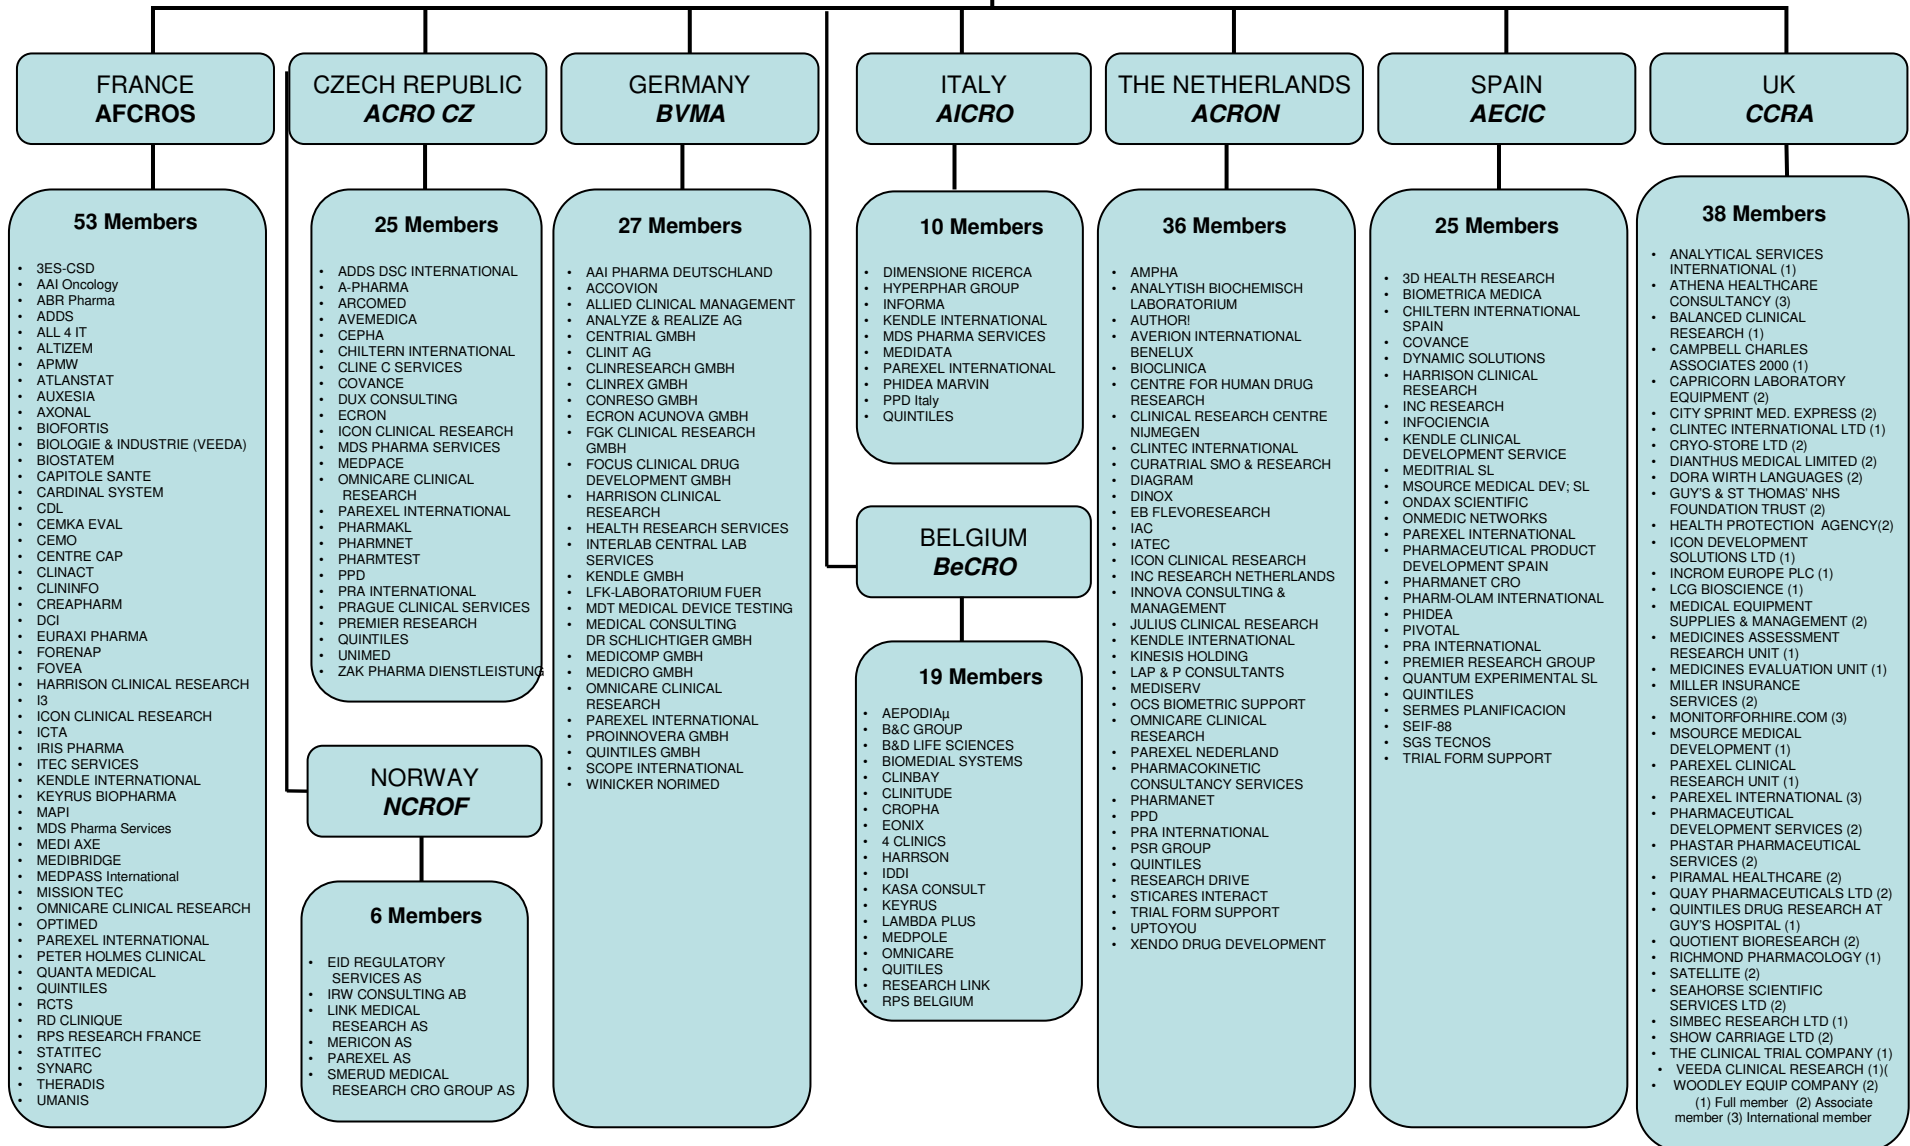 FRANCE
AFCROS
53 Members
• 3ES-CSD
• AAI Oncology
• ABR Pharma
• ADDS
• ALL 4 IT
• ALTIZEM
• APMW
• ATLANSTAT
• AUXESIA
• AXONAL
• BIOFORTIS
• BIOLOGIE & INDUSTRIE (VEEDA)
• BIOSTATEM
• CAPITOLE SANTE
• CARDINAL SYSTEM
• CDL
• CEMKA EVAL
• CEMO
• CENTRE CAP
• CLINACT
• CLININFO
• CREAPHARM
• DCI
• EURAXI PHARMA
• FORENAP
• FOVEA
• HARRISON CLINICAL RESEARCH
• I3
• ICON CLINICAL RESEARCH
• ICTA
• IRIS PHARMA
• ITEC SERVICES
• KENDLE INTERNATIONAL
• KEYRUS BIOPHARMA
• MAPI
• MDS Pharma Services
• MEDI AXE
• MEDIBRIDGE
• MEDPASS International
• MISSION TEC
• OMNICARE CLINICAL RESEARCH
• OPTIMED
• PAREXEL INTERNATIONAL
• PETER HOLMES CLINICAL
• QUANTA MEDICAL
• QUINTILES
• RCTS
• RD CLINIQUE
• RPS RESEARCH FRANCE
• STATITEC
• SYNARC
• THERADIS
• UMANIS
CZECH REPUBLIC
ACRO CZ
25 Members
• ADDS DSC INTERNATIONAL
• A-PHARMA
• ARCOMED
• AVEMEDICA
• CEPHA
• CHILTERN INTERNATIONAL
• CLINE C SERVICES
• COVANCE
• DUX CONSULTING
• ECRON
• ICON CLINICAL RESEARCH
• MDS PHARMA SERVICES
• MEDPACE
• OMNICARE CLINICAL
RESEARCH
• PAREXEL INTERNATIONAL
• PHARMAKL
• PHARMNET
• PHARMTEST
• PPD
• PRA INTERNATIONAL
• PRAGUE CLINICAL SERVICES
• PREMIER RESEARCH
• QUINTILES
• UNIMED
• ZAK PHARMA DIENSTLEISTUNG
NORWAY
NCROF
6 Members
• EID REGULATORY
SERVICES AS
• IRW CONSULTING AB
• LINK MEDICAL
RESEARCH AS
• MERICON AS
• PAREXEL AS
• SMERUD MEDICAL
RESEARCH CRO GROUP AS
GERMANY
BVMA
27 Members
• AAI PHARMA DEUTSCHLAND
• ACCOVION
• ALLIED CLINICAL MANAGEMENT
• ANALYZE & REALIZE AG
• CENTRIAL GMBH
• CLINIT AG
• CLINRESEARCH GMBH
• CLINREX GMBH
• CONRESO GMBH
• ECRON ACUNOVA GMBH
• FGK CLINICAL RESEARCH
GMBH
• FOCUS CLINICAL DRUG
DEVELOPMENT GMBH
• HARRISON CLINICAL
RESEARCH
• HEALTH RESEARCH SERVICES
• INTERLAB CENTRAL LAB
SERVICES
• KENDLE GMBH
• LFK-LABORATORIUM FUER
• MDT MEDICAL DEVICE TESTING
• MEDICAL CONSULTING
DR SCHLICHTIGER GMBH
• MEDICOMP GMBH
• MEDICRO GMBH
• OMNICARE CLINICAL
RESEARCH
• PAREXEL INTERNATIONAL
• PROINNOVERA GMBH
• QUINTILES GMBH
• SCOPE INTERNATIONAL
• WINICKER NORIMED
ITALY
AICRO
10 Members
• DIMENSIONE RICERCA
• HYPERPHAR GROUP
• INFORMA
• KENDLE INTERNATIONAL
• MDS PHARMA SERVICES
• MEDIDATA
• PAREXEL INTERNATIONAL
• PHIDEA MARVIN
• PPD Italy
• QUINTILES
BELGIUM
BeCRO
19 Members
• AEPODIAµ
• B&C GROUP
• B&D LIFE SCIENCES
• BIOMEDIAL SYSTEMS
• CLINBAY
• CLINITUDE
• CROPHA
• EONIX
• 4 CLINICS
• HARRSON
• IDDI
• KASA CONSULT
• KEYRUS
• LAMBDA PLUS
• MEDPOLE
• OMNICARE
• QUITILES
• RESEARCH LINK
• RPS BELGIUM
THE NETHERLANDS
ACRON
36 Members
• AMPHA
• ANALYTISH BIOCHEMISCH
LABORATORIUM
• AUTHOR!
• AVERION INTERNATIONAL
BENELUX
• BIOCLINICA
• CENTRE FOR HUMAN DRUG
RESEARCH
• CLINICAL RESEARCH CENTRE
NIJMEGEN
• CLINTEC INTERNATIONAL
• CURATRIAL SMO & RESEARCH
• DIAGRAM
• DINOX
• EB FLEVORESEARCH
• IAC
• IATEC
• ICON CLINICAL RESEARCH
• INC RESEARCH NETHERLANDS
• INNOVA CONSULTING &
MANAGEMENT
• JULIUS CLINICAL RESEARCH
• KENDLE INTERNATIONAL
• KINESIS HOLDING
• LAP & P CONSULTANTS
• MEDISERV
• OCS BIOMETRIC SUPPORT
• OMNICARE CLINICAL
RESEARCH
• PAREXEL NEDERLAND
• PHARMACOKINETIC
CONSULTANCY SERVICES
• PHARMANET
• PPD
• PRA INTERNATIONAL
• PSR GROUP
• QUINTILES
• RESEARCH DRIVE
• STICARES INTERACT
• TRIAL FORM SUPPORT
• UPTOYOU
• XENDO DRUG DEVELOPMENT
SPAIN
AECIC
25 Members
• 3D HEALTH RESEARCH
• BIOMETRICA MEDICA
• CHILTERN INTERNATIONAL
SPAIN
• COVANCE
• DYNAMIC SOLUTIONS
• HARRISON CLINICAL
RESEARCH
• INC RESEARCH
• INFOCIENCIA
• KENDLE CLINICAL
DEVELOPMENT SERVICE
• MEDITRIAL SL
• MSOURCE MEDICAL DEV; SL
• ONDAX SCIENTIFIC
• ONMEDIC NETWORKS
• PAREXEL INTERNATIONAL
• PHARMACEUTICAL PRODUCT
DEVELOPMENT SPAIN
• PHARMANET CRO
• PHARM-OLAM INTERNATIONAL
• PHIDEA
• PIVOTAL
• PRA INTERNATIONAL
• PREMIER RESEARCH GROUP
• QUANTUM EXPERIMENTAL SL
• QUINTILES
• SERMES PLANIFICACION
• SEIF-88
• SGS TECNOS
• TRIAL FORM SUPPORT
UK
CCRA
38 Members
• ANALYTICAL SERVICES
INTERNATIONAL (1)
• ATHENA HEALTHCARE
CONSULTANCY (3)
• BALANCED CLINICAL
RESEARCH (1)
• CAMPBELL CHARLES
ASSOCIATES 2000 (1)
• CAPRICORN LABORATORY
EQUIPMENT (2)
• CITY SPRINT MED. EXPRESS (2)
• CLINTEC INTERNATIONAL LTD (1)
• CRYO-STORE LTD (2)
• DIANTHUS MEDICAL LIMITED (2)
• DORA WIRTH LANGUAGES (2)
• GUY'S & ST THOMAS' NHS
FOUNDATION TRUST (2)
• HEALTH PROTECTION AGENCY(2)
• ICON DEVELOPMENT
SOLUTIONS LTD (1)
• INCROM EUROPE PLC (1)
• LCG BIOSCIENCE (1)
• MEDICAL EQUIPMENT
SUPPLIES & MANAGEMENT (2)
• MEDICINES ASSESSMENT
RESEARCH UNIT (1)
• MEDICINES EVALUATION UNIT (1)
• MILLER INSURANCE
SERVICES (2)
• MONITORFORHIRE.COM (3)
• MSOURCE MEDICAL
DEVELOPMENT (1)
• PAREXEL CLINICAL
RESEARCH UNIT (1)
• PAREXEL INTERNATIONAL (3)
• PHARMACEUTICAL
DEVELOPMENT SERVICES (2)
• PHASTAR PHARMACEUTICAL
SERVICES (2)
• PIRAMAL HEALTHCARE (2)
• QUAY PHARMACEUTICALS LTD (2)
• QUINTILES DRUG RESEARCH AT
GUY'S HOSPITAL (1)
• QUOTIENT BIORESEARCH (2)
• RICHMOND PHARMACOLOGY (1)
• SATELLITE (2)
• SEAHORSE SCIENTIFIC
SERVICES LTD (2)
• SIMBEC RESEARCH LTD (1)
• SHOW CARRIAGE LTD (2)
• THE CLINICAL TRIAL COMPANY (1)
• VEEDA CLINICAL RESEARCH (1)(
• WOODLEY EQUIP COMPANY (2)
(1) Full member (2) Associate
member (3) International member